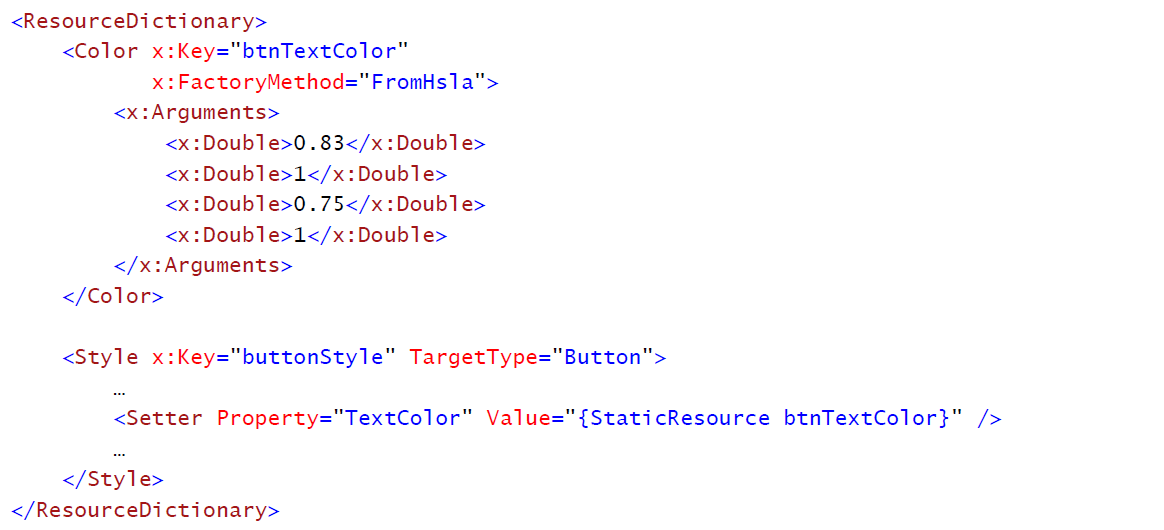 <ResourceDictionary>
    <Color x:Key="btnTextColor"
           x:FactoryMethod="FromHsla">
        <x:Arguments>
            <x:Double>0.83</x:Double>
            <x:Double>1</x:Double>
            <x:Double>0.75</x:Double>
            <x:Double>1</x:Double>
        </x:Arguments>
    </Color>

    <Style x:Key="buttonStyle" TargetType="Button">
        …
        <Setter Property="TextColor" Value="{StaticResource btnTextColor}" />
        …
    </Style>
</ResourceDictionary>